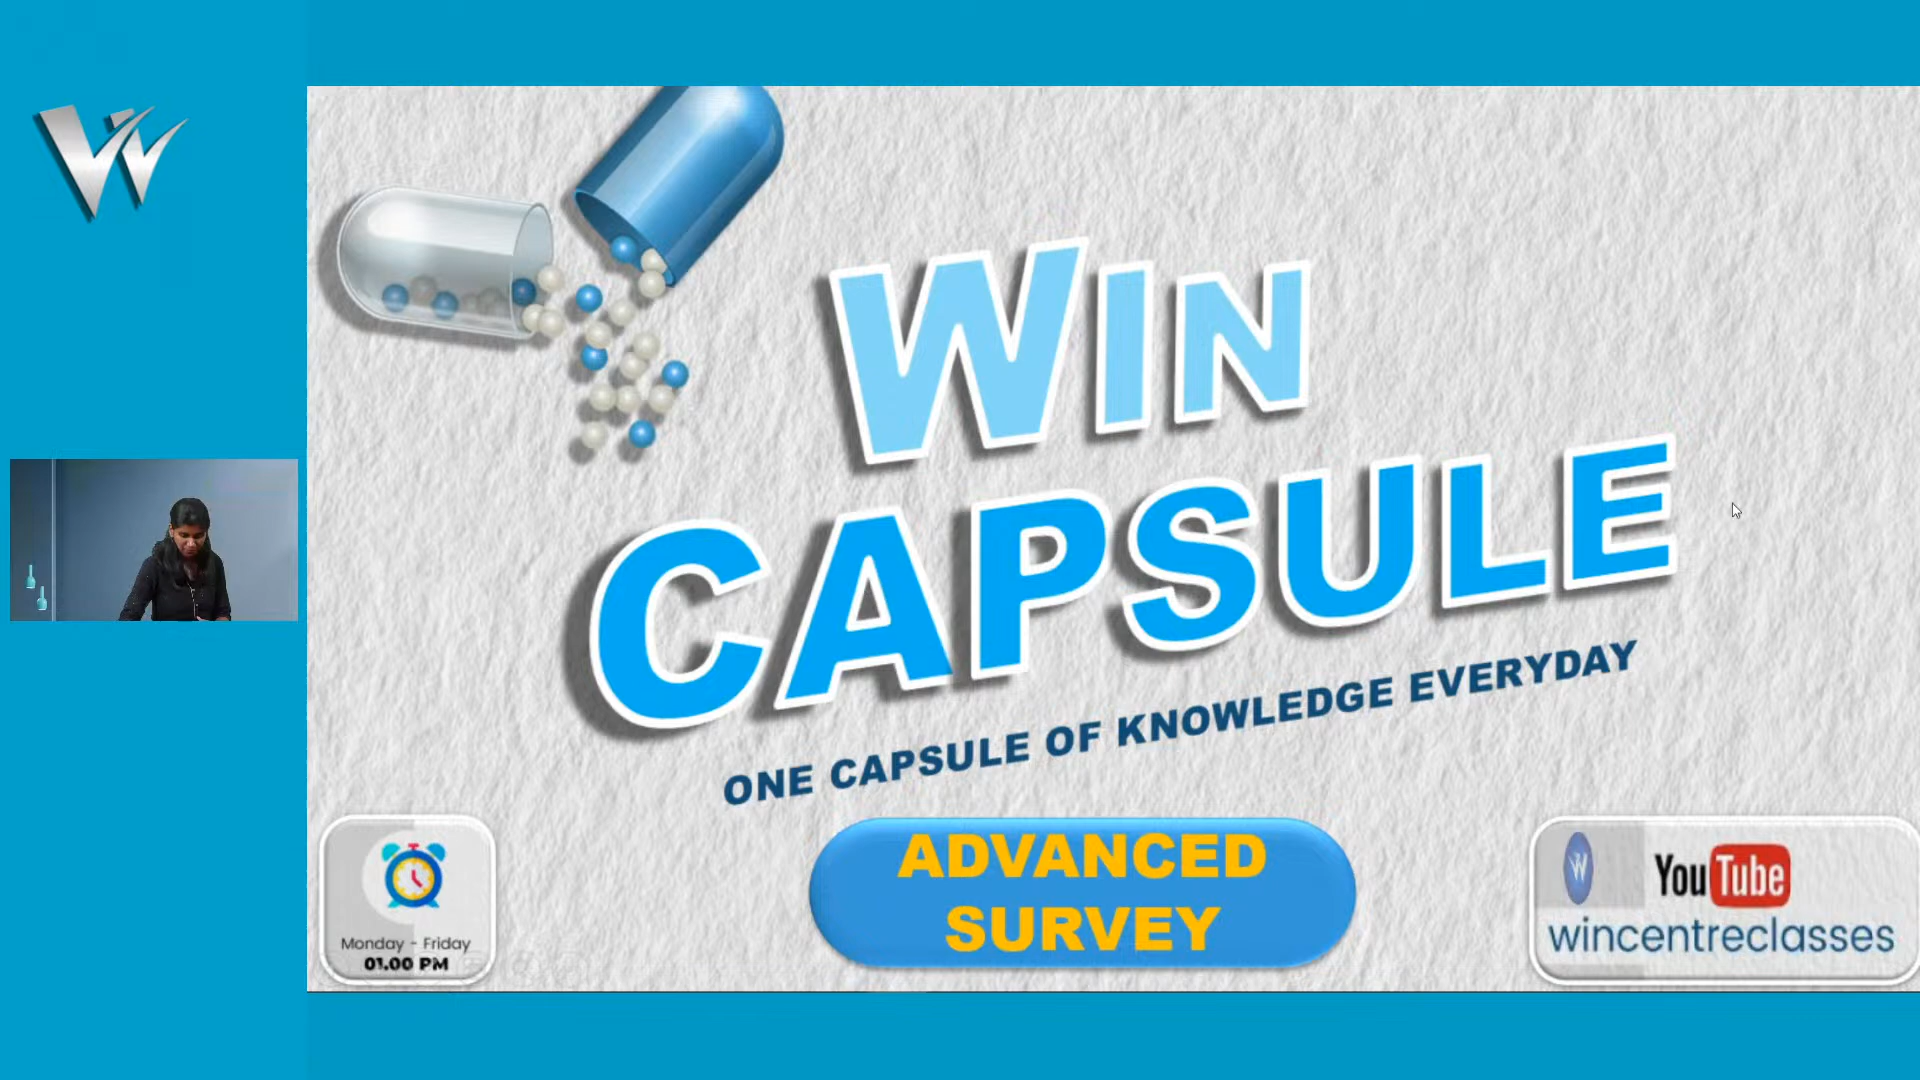 WIN
CAPSULE
ONE CAPSULE OF KNOWLEDGE EVERYDAY
ADVANCED
SURVEY
Monday - Friday
01.00 PM
YouTube
wincentreclasses